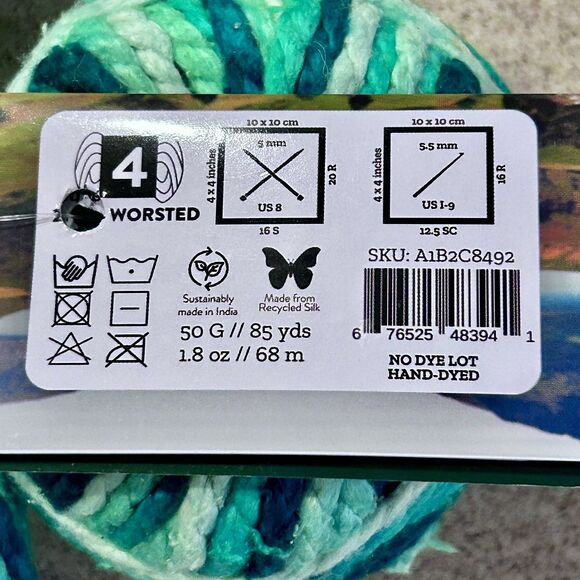 4
WORSTED
10 x 10 cm
4 x 4 inches
5 mm
US 8
20 R
16 S
10 x 10 cm
4 x 4 inches
5.5 mm
US I-9
16 R
12.5 SC
Sustainably
made in India
Made from
Recycled Silk
50 G // 85 yds
1.8 oz // 68 m
SKU: A1B2C8492
6 76525 48394 1
NO DYE LOT
HAND-DYED